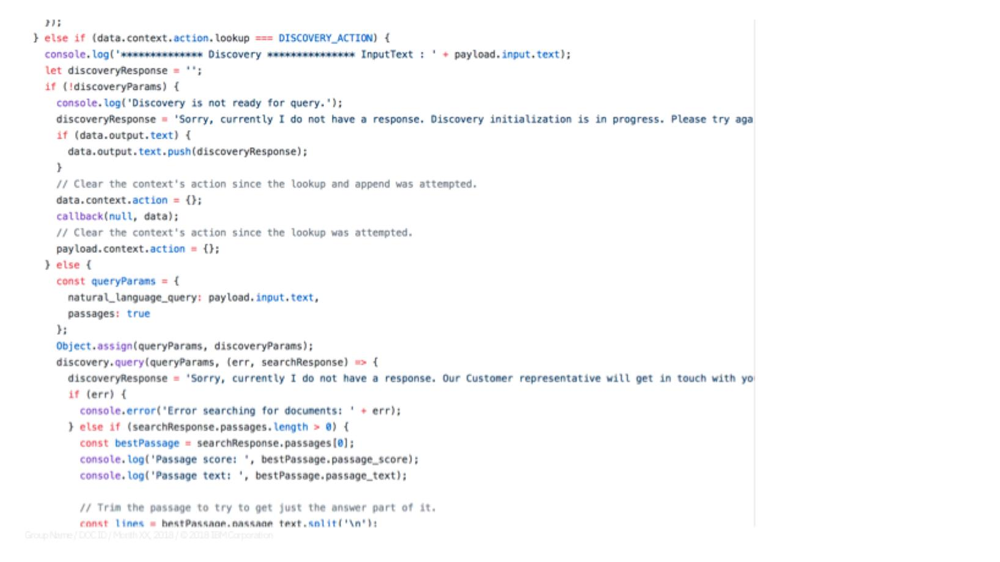 });
} else if (data.context.action.lookup === DISCOVERY_ACTION) {
console.log('************** Discovery *************** InputText : ' + payload.input.text);
let discoveryResponse = '';
if (!discoveryParams) {
console.log('Discovery is not ready for query.');
discoveryResponse = 'Sorry, currently I do not have a response. Discovery initialization is in progress. Please try aga
if (data.output.text) {
data.output.text.push(discoveryResponse);
}
// Clear the context's action since the lookup and append was attempted.
data.context.action = {};
callback(null, data);
// Clear the context's action since the lookup was attempted.
payload.context.action = {};
} else {
const queryParams = {
natural_language_query: payload.input.text,
passages: true
};
Object.assign(queryParams, discoveryParams);
discovery.query(queryParams, (err, searchResponse) => {
discoveryResponse = 'Sorry, currently I do not have a response. Our Customer representative will get in touch with yo
if (err) {
console.error('Error searching for documents: ' + err);
} else if (searchResponse.passages.length > 0) {
const bestPassage = searchResponse.passages[0];
console.log('Passage score: ', bestPassage.passage_score);
console.log('Passage text: ', bestPassage.passage_text);
// Trim the passage to try to get just the answer part of it.
const lines = bestPassage.passage_text.split('\n');
Group Name / DOC ID / Month XX, 2018 / © 2018 IBM Corporation